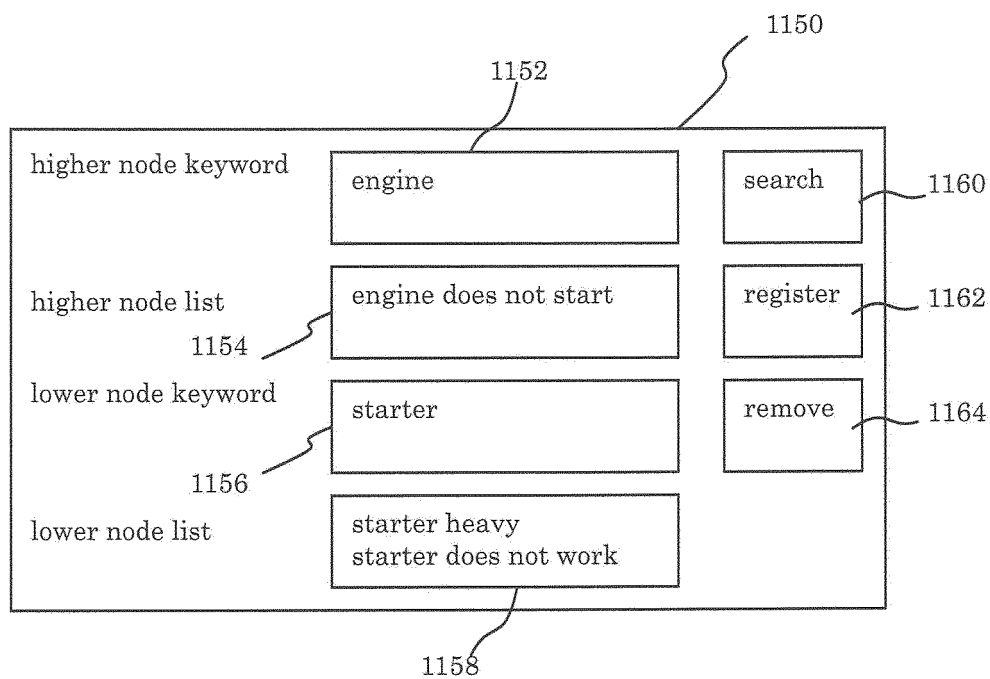 1150
1152
higher node keyword
engine
search
1160
higher node list
engine does not start
register
1162
1154
lower node keyword
starter
remove
1164
1156
lower node list
starter heavy
starter does not work
1158